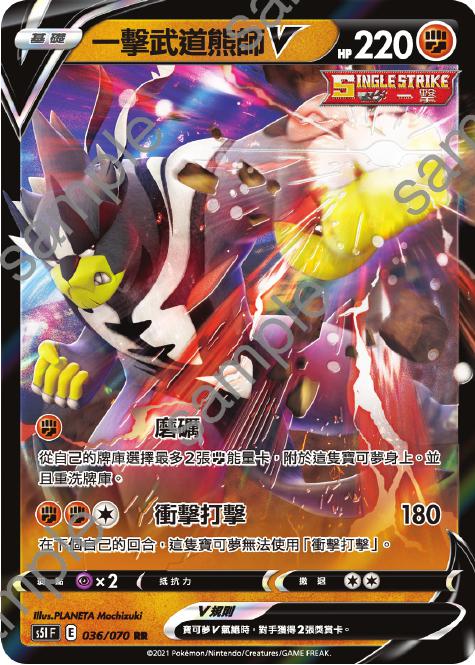 基礎
一擊武道熊師V
HP 220
SINGLE STRIKE
一擊
磨礪
從自己的牌庫選擇最多2張能量卡，附於這隻寶可夢身上。並
且重洗牌庫。
衝擊打擊 180
在下個自己的回合，這隻寶可夢無法使用「衝擊打擊」。
弱點 ×2 抵抗力 撤退
Illus. PLANETA Mochizuki
s5I F E 036/070 RR
V規則
寶可夢V氣絕時，對手獲得2張獎賞卡。
©2021 Pokémon/Nintendo/Creatures/GAME FREAK.
Sample
Sample
Sample
Sample
Sample
Sample